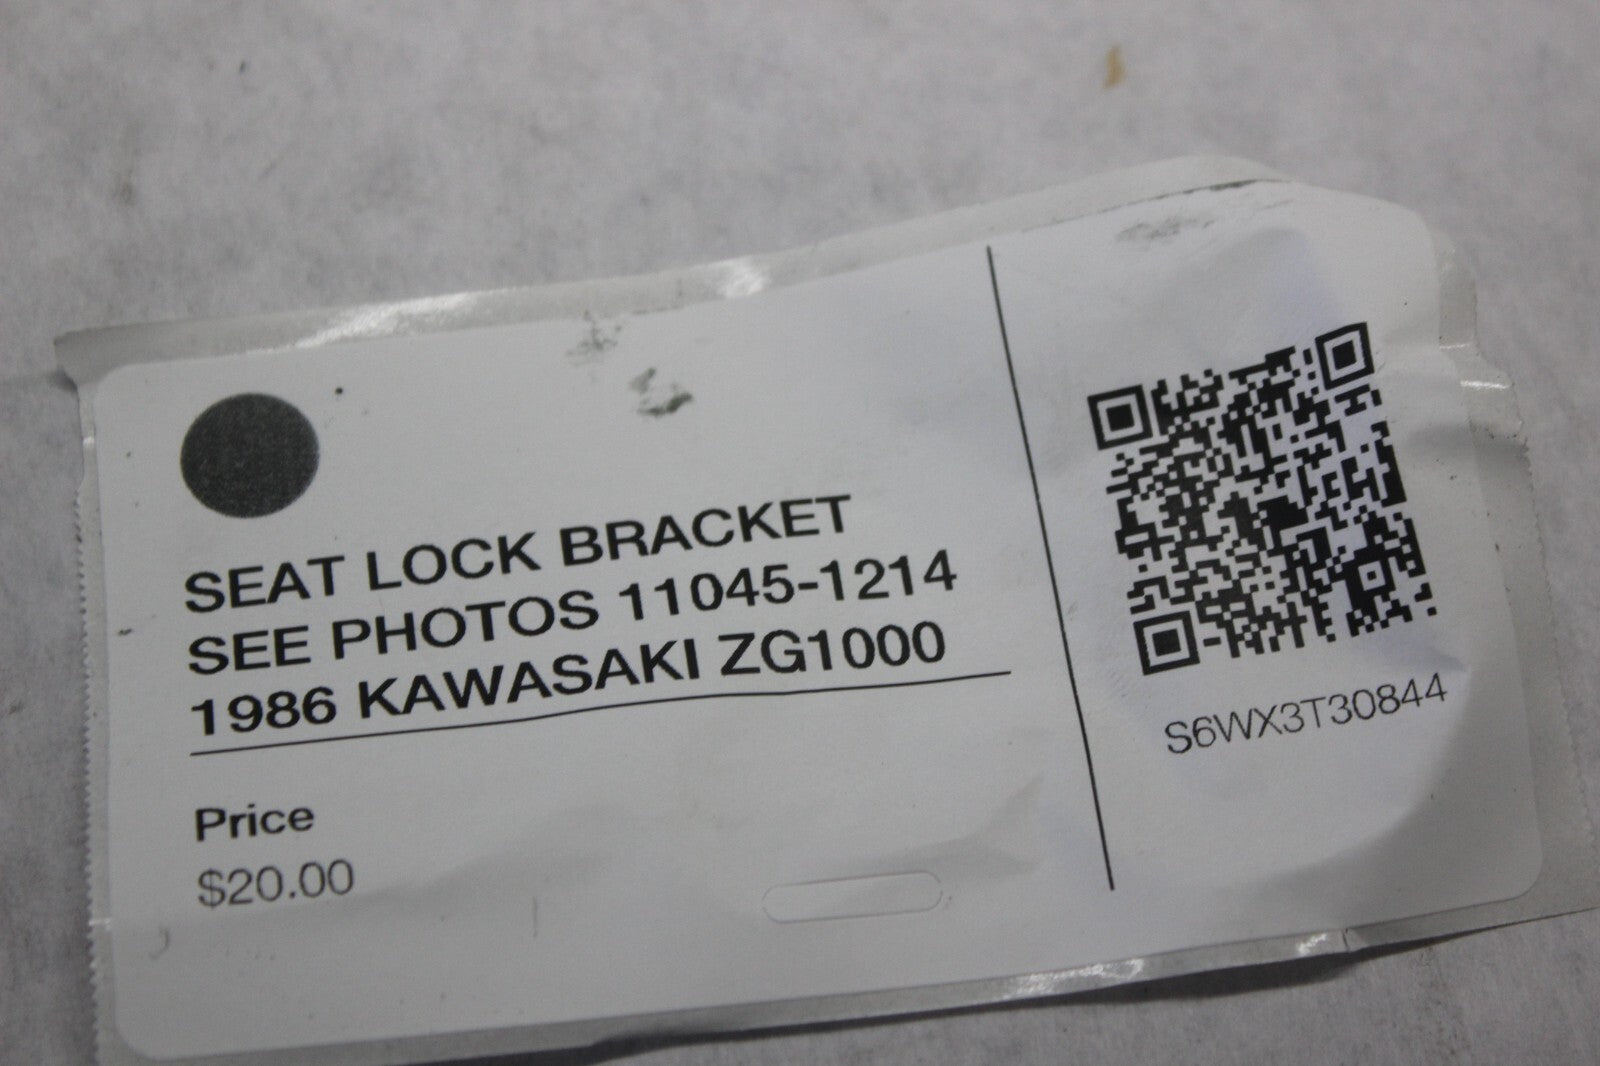 SEAT LOCK BRACKET
SEE PHOTOS 11045-1214
1986 KAWASAKI ZG1000
Price
$20.00
S6WX3T30844